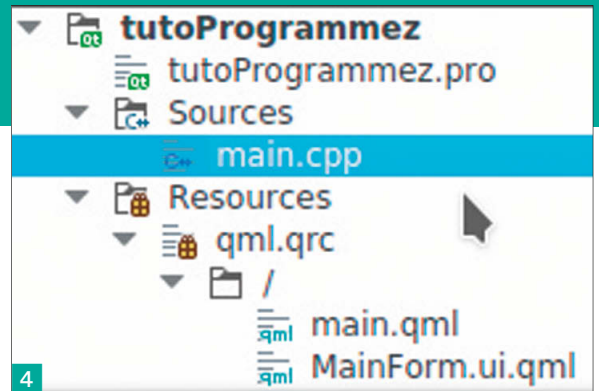 tutoProgrammez
tutoProgrammez.pro
Sources
main.cpp
Resources
qml.qrc
/
main.qml
MainForm.ui.qml
4